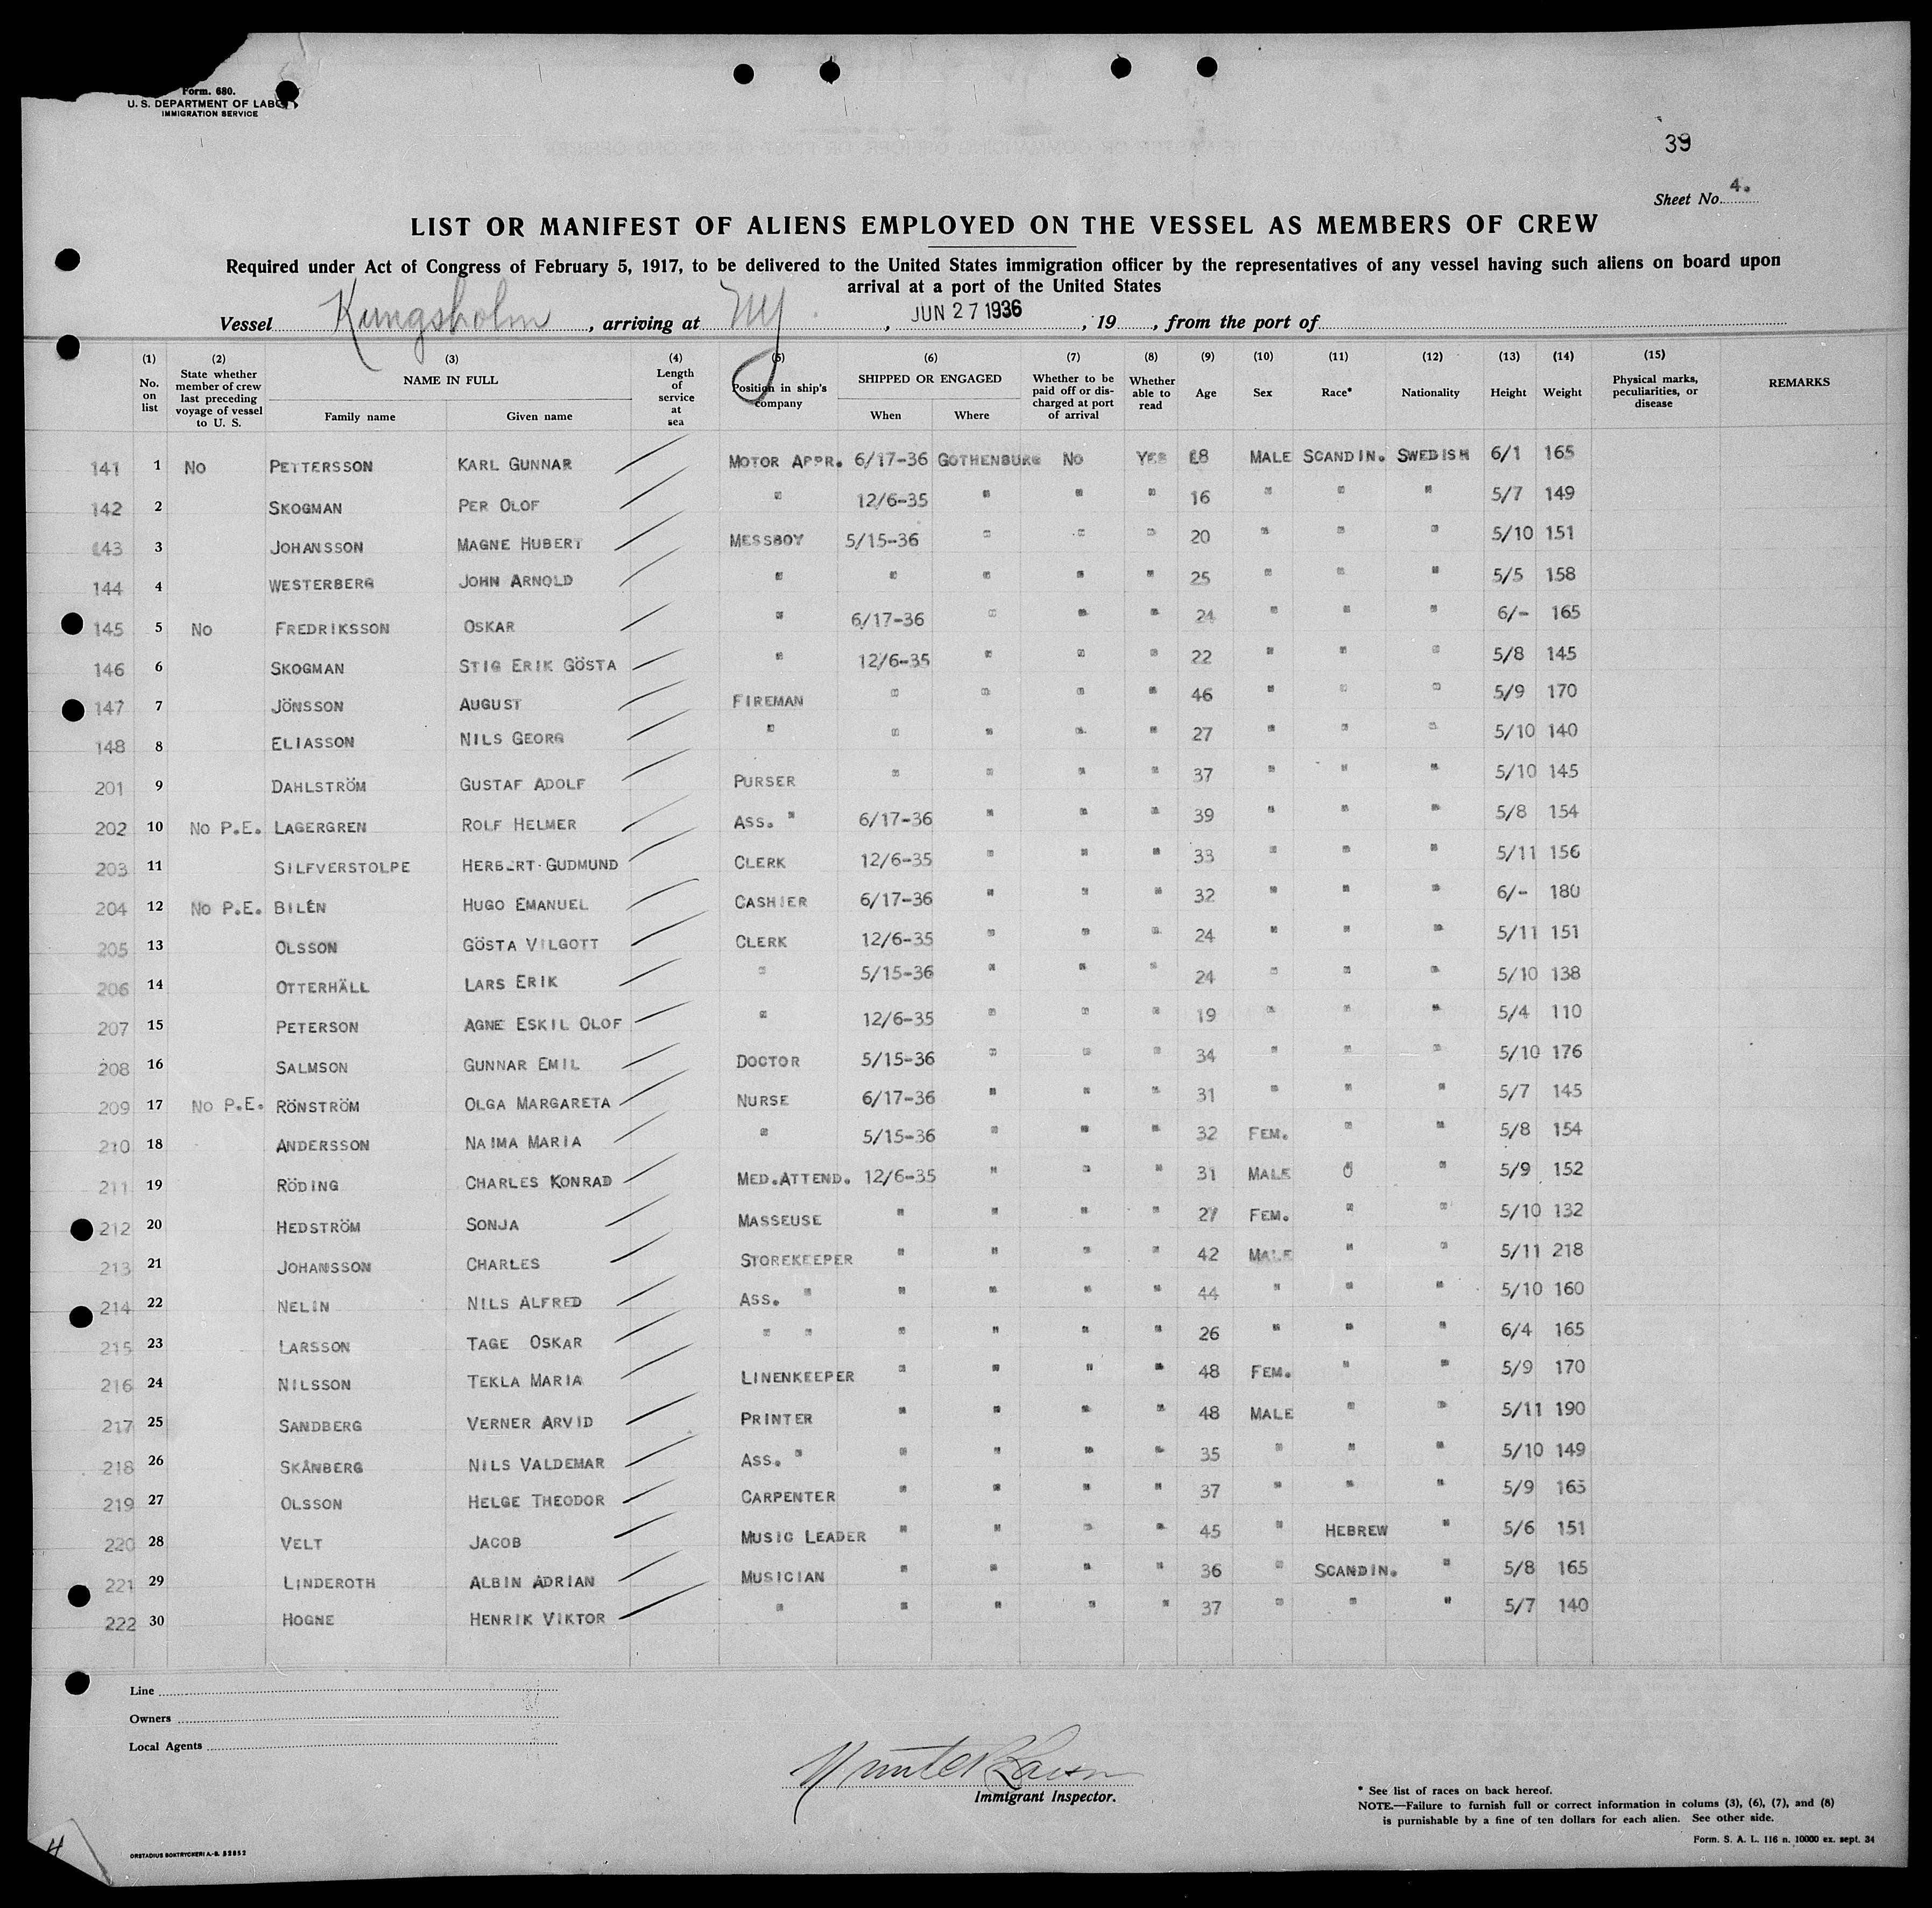 Form. 680.
U. S. DEPARTMENT OF LABOR
IMMIGRATION SERVICE
39
Sheet No. 4.
LIST OR MANIFEST OF ALIENS EMPLOYED ON THE VESSEL AS MEMBERS OF CREW
Required under Act of Congress of February 5, 1917, to be delivered to the United States immigration officer by the representatives of any vessel having such aliens on board upon
arrival at a port of the United States
Vessel Kungsholm, arriving at NY, JUN 27 1936, 19 , from the port of
(1) (2) (3) (4) (5) (6) (7) (8) (9) (10) (11) (12) (13) (14) (15)
No. on list State whether member of crew last preceding voyage of vessel to U. S. NAME IN FULL Family name Given name Length of service at sea Position in ship's company SHIPPED OR ENGAGED When Where Whether to be paid off or discharged at port of arrival Whether able to read Age Sex Race* Nationality Height Weight Physical marks, peculiarities, or disease REMARKS
141 1 No PETTERSSON KARL GUNNAR MOTOR APPR. 6/17-36 GOTHENBURG No YES 18 MALE SCANDIN. SWEDISH 6/1 165
142 2 SKOGMAN PER OLOF " 12/6-35 " " " 16 " " " 5/7 149
143 3 JOHANSSON MAGNE HUBERT MESSBOY 5/15-36 " " " 20 " " " 5/10 151
144 4 WESTERBERG JOHN ARNOLD " " " " " 25 " " " 5/5 158
145 5 No FREDRIKSSON OSKAR " 6/17-36 " " " 24 " " " 6/- 165
146 6 SKOGMAN STIG ERIK GÖSTA " 12/6-35 " " " 22 " " " 5/8 145
147 7 JÖNSSON AUGUST FIREMAN " " " " 46 " " " 5/9 170
148 8 ELIASSON NILS GEORG " " " " " 27 " " " 5/10 140
201 9 DAHLSTRÖM GUSTAF ADOLF PURSER " " " " 37 " " " 5/10 145
202 10 No P.E. LAGERGREN ROLF HELMER ASS. " 6/17-36 " " " 39 " " " 5/8 154
203 11 SILFVERSTOLPE HERBERT GUDMUND CLERK 12/6-35 " " " 33 " " " 5/11 156
204 12 No P.E. BILÉN HUGO EMANUEL CASHIER 6/17-36 " " " 32 " " " 6/- 180
205 13 OLSSON GÖSTA VILGOTT CLERK 12/6-35 " " " 24 " " " 5/11 151
206 14 OTTERHÄLL LARS ERIK " 5/15-36 " " " 24 " " " 5/10 138
207 15 PETERSON AGNE ESKIL OLOF " 12/6-35 " " " 19 " " " 5/4 110
208 16 SALMSON GUNNAR EMIL DOCTOR 5/15-36 " " " 34 " " " 5/10 176
209 17 No P.E. RÖNSTRÖM OLGA MARGARETA NURSE 6/17-36 " " " 31 " " " 5/7 145
210 18 ANDERSSON NAIMA MARIA " 5/15-36 " " " 32 FEM. " " 5/8 154
211 19 RÖDING CHARLES KONRAD MED.ATTEND. 12/6-35 " " " 31 MALE " " 5/9 152
212 20 HEDSTRÖM SONJA MASSEUSE " " " " 27 FEM. " " 5/10 132
213 21 JOHANSSON CHARLES STOREKEEPER " " " " 42 MALE " " 5/11 218
214 22 NELIN NILS ALFRED ASS. " " " " " 44 " " " 5/10 160
215 23 LARSSON TAGE OSKAR " " " " " " 26 " " " 6/4 165
216 24 NILSSON TEKLA MARIA LINENKEEPER " " " " 48 FEM. " " 5/9 170
217 25 SANDBERG VERNER ARVID PRINTER " " " " 48 MALE " " 5/11 190
218 26 SKÅNBERG NILS VALDEMAR ASS. " " " " " 35 " " " 5/10 149
219 27 OLSSON HELGE THEODOR CARPENTER " " " " 37 " " " 5/9 165
220 28 VELT JACOB MUSIC LEADER " " " " 45 " HEBREW " 5/6 151
221 29 LINDEROTH ALBIN ADRIAN MUSICIAN " " " " 36 " SCANDIN. " 5/8 165
222 30 HOGNE HENRIK VIKTOR " " " " " 37 " " " 5/7 140
Line
Owners
Local Agents
Immigrant Inspector.
* See list of races on back hereof.
NOTE.—Failure to furnish full or correct information in colums (3), (6), (7), and (8)
is purnishable by a fine of ten dollars for each alien. See other side.
Form. S. A. L. 116 n. 10000 ex. sept. 34
ORSTADIUS BOKTRYCKERI A.-B. 52852
4